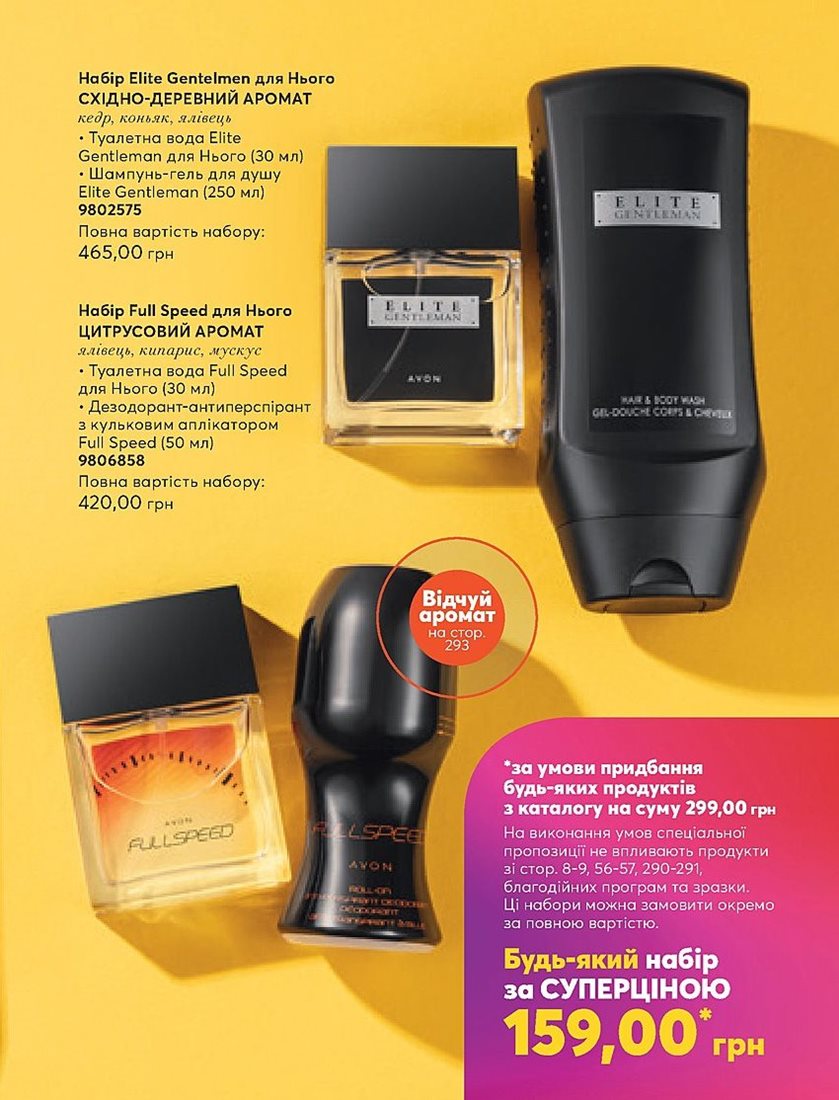 Набір Elite Gentelmen для Нього
СХІДНО-ДЕРЕВНИЙ АРОМАТ
кедр, коньяк, ялівець
• Туалетна вода Elite
Gentleman для Нього (30 мл)
• Шампунь-гель для душу
Elite Gentleman (250 мл)
9802575
Повна вартість набору:
465,00 грн
Набір Full Speed для Нього
ЦИТРУСОВИЙ АРОМАТ
ялівець, кипарис, мускус
• Туалетна вода Full Speed
для Нього (30 мл)
• Дезодорант-антиперспірант
з кульковим аплікатором
Full Speed (50 мл)
9806858
Повна вартість набору:
420,00 грн
ELITE
GENTLEMAN
AVON
ELITE
GENTLEMAN
HAIR & BODY WASH
GEL-DOUCHE CORPS & CHEVEUX
Відчуй
аромат
на стор.
293
AVON
FULLSPEED
FULLSPEED
AVON
ROLL-ON
DÉODORANT
*за умови придбання
будь-яких продуктів
з каталогу на суму 299,00 грн
На виконання умов спеціальної
пропозиції не впливають продукти
зі стор. 8-9, 56-57, 290-291,
благодійних програм та зразки.
Ці набори можна замовити окремо
за повною вартістю.
Будь-який набір
за СУПЕРЦІНОЮ
159,00* грн